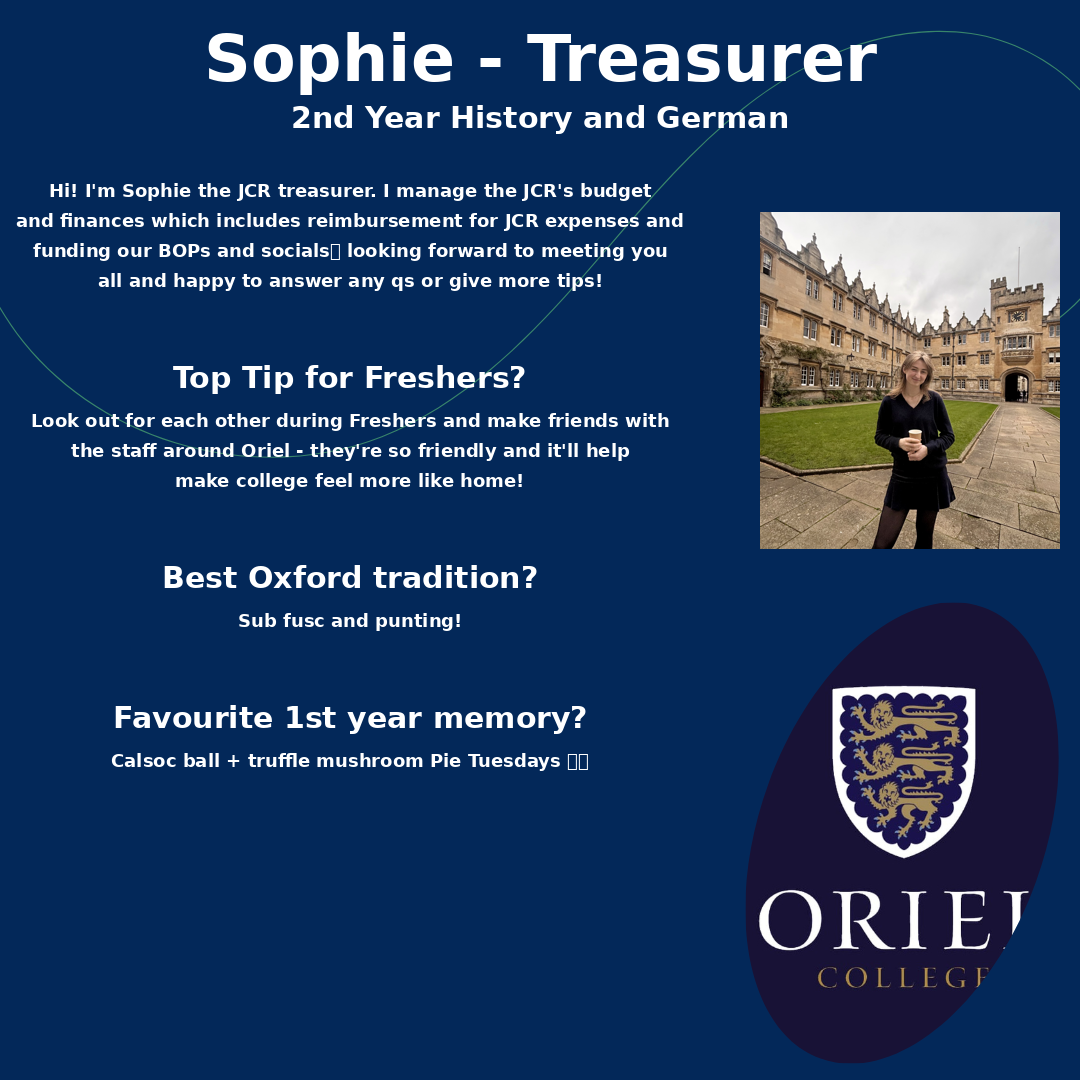 Sophie - Treasurer
2nd Year History and German
Hi! I'm Sophie the JCR treasurer. I manage the JCR's budget
and finances which includes reimbursement for JCR expenses and
funding our BOPs and socials▯ looking forward to meeting you
all and happy to answer any qs or give more tips!
Top Tip for Freshers?
Look out for each other during Freshers and make friends with
the staff around Oriel - they're so friendly and it'll help
make college feel more like home!
Best Oxford tradition?
Sub fusc and punting!
Favourite 1st year memory?
Calsoc ball + truffle mushroom Pie Tuesdays ▯▯
ORIEL
COLLEGE